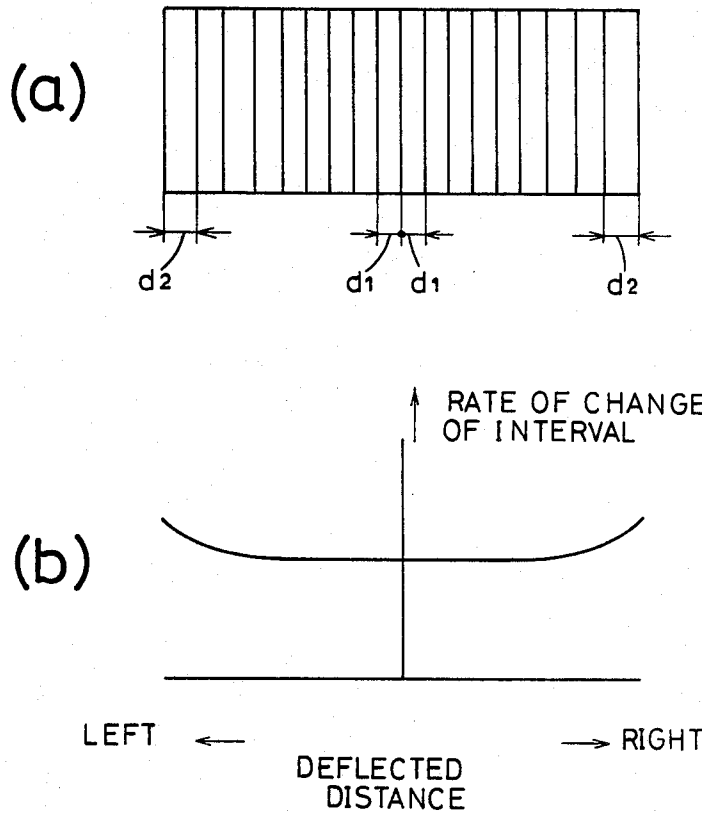 (a)
d2 d1 d1 d2
RATE OF CHANGE
OF INTERVAL
(b)
LEFT RIGHT
DEFLECTED
DISTANCE